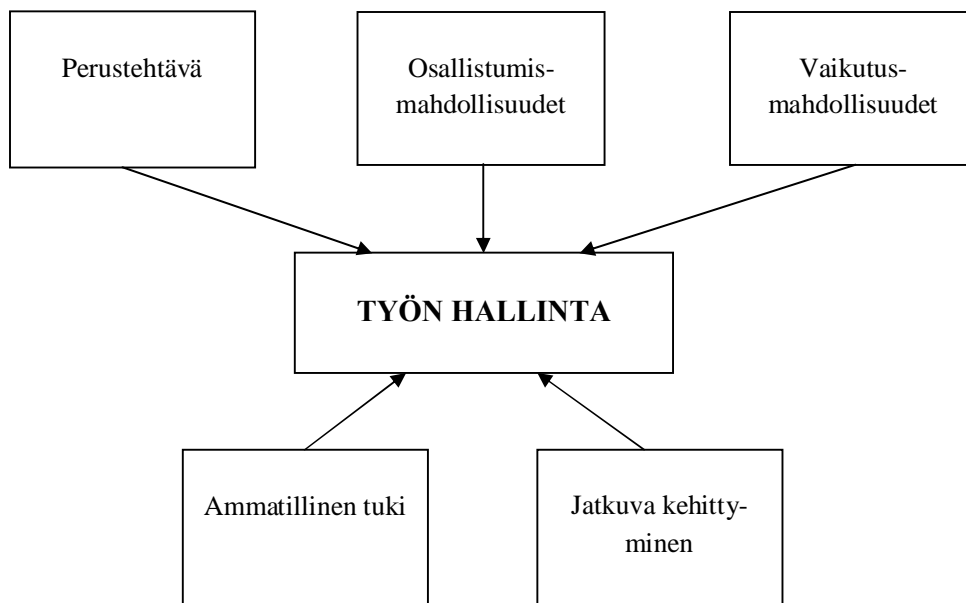 Perustehtävä
Osallistumis-
mahdollisuudet
Vaikutus-
mahdollisuudet
TYÖN HALLINTA
Ammatillinen tuki
Jatkuva kehitty-
minen